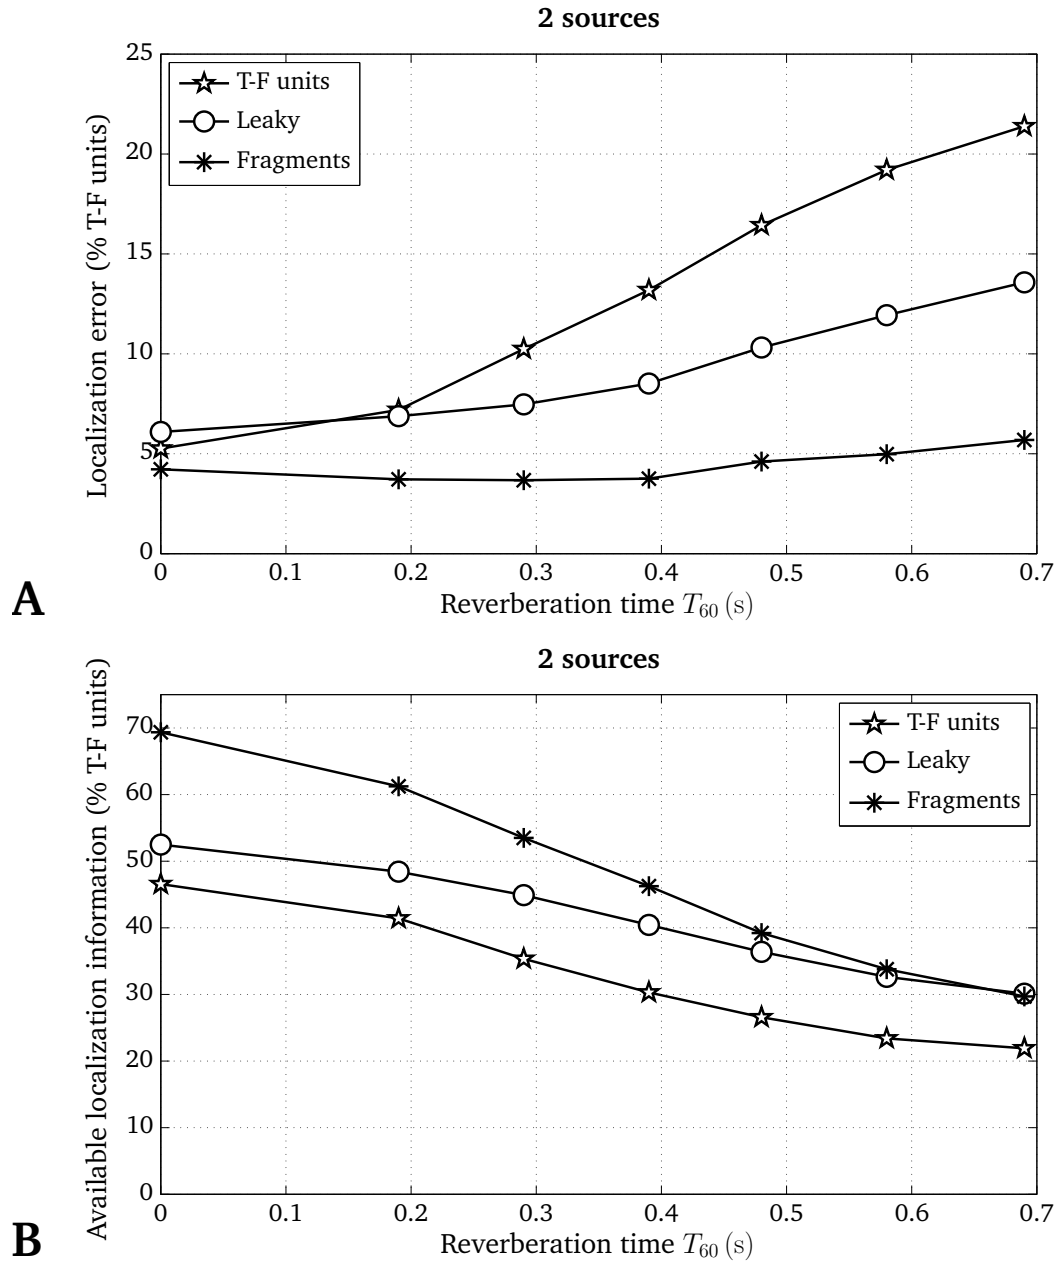 2 sources
25
20
15
10
5
0
Localization error (% T-F units)
T-F units
Leaky
Fragments
0 0.1 0.2 0.3 0.4 0.5 0.6 0.7
Reverberation time T60 (s)
A
2 sources
70
60
50
40
30
20
10
0
Available localization information (% T-F units)
T-F units
Leaky
Fragments
0 0.1 0.2 0.3 0.4 0.5 0.6 0.7
Reverberation time T60 (s)
B